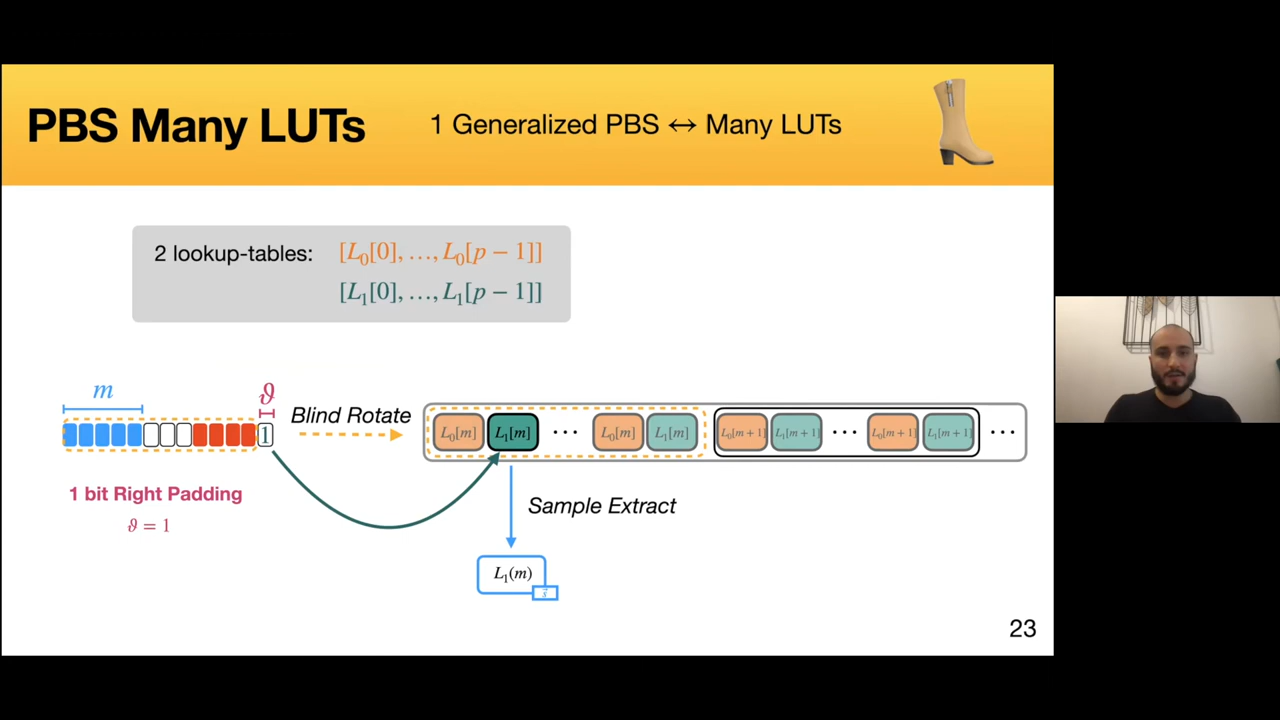 PBS Many LUTs
1 Generalized PBS ↔ Many LUTs
2 lookup-tables: [L₀[0], …, L₀[p − 1]]
[L₁[0], …, L₁[p − 1]]
m
ϑ
1
Blind Rotate
L₀[m] L₁[m] ⋯ L₀[m] L₁[m] L₀[m+1] L₁[m+1] ⋯ L₀[m+1] L₁[m+1] ⋯
1 bit Right Padding
ϑ = 1
Sample Extract
L₁(m)
23